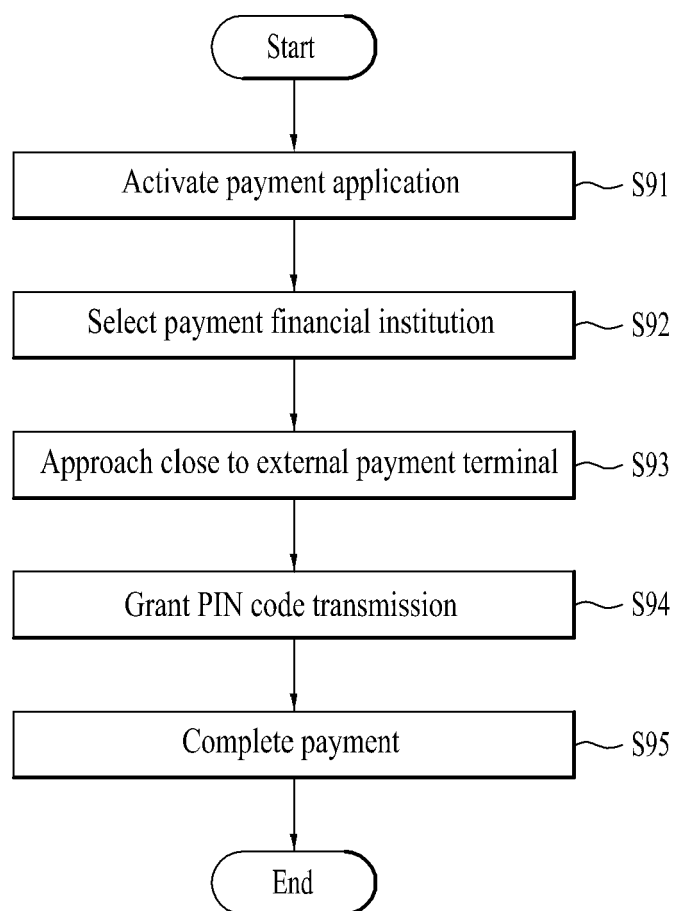 Start
Activate payment application
S91
Select payment financial institution
S92
Approach close to external payment terminal
S93
Grant PIN code transmission
S94
Complete payment
S95
End